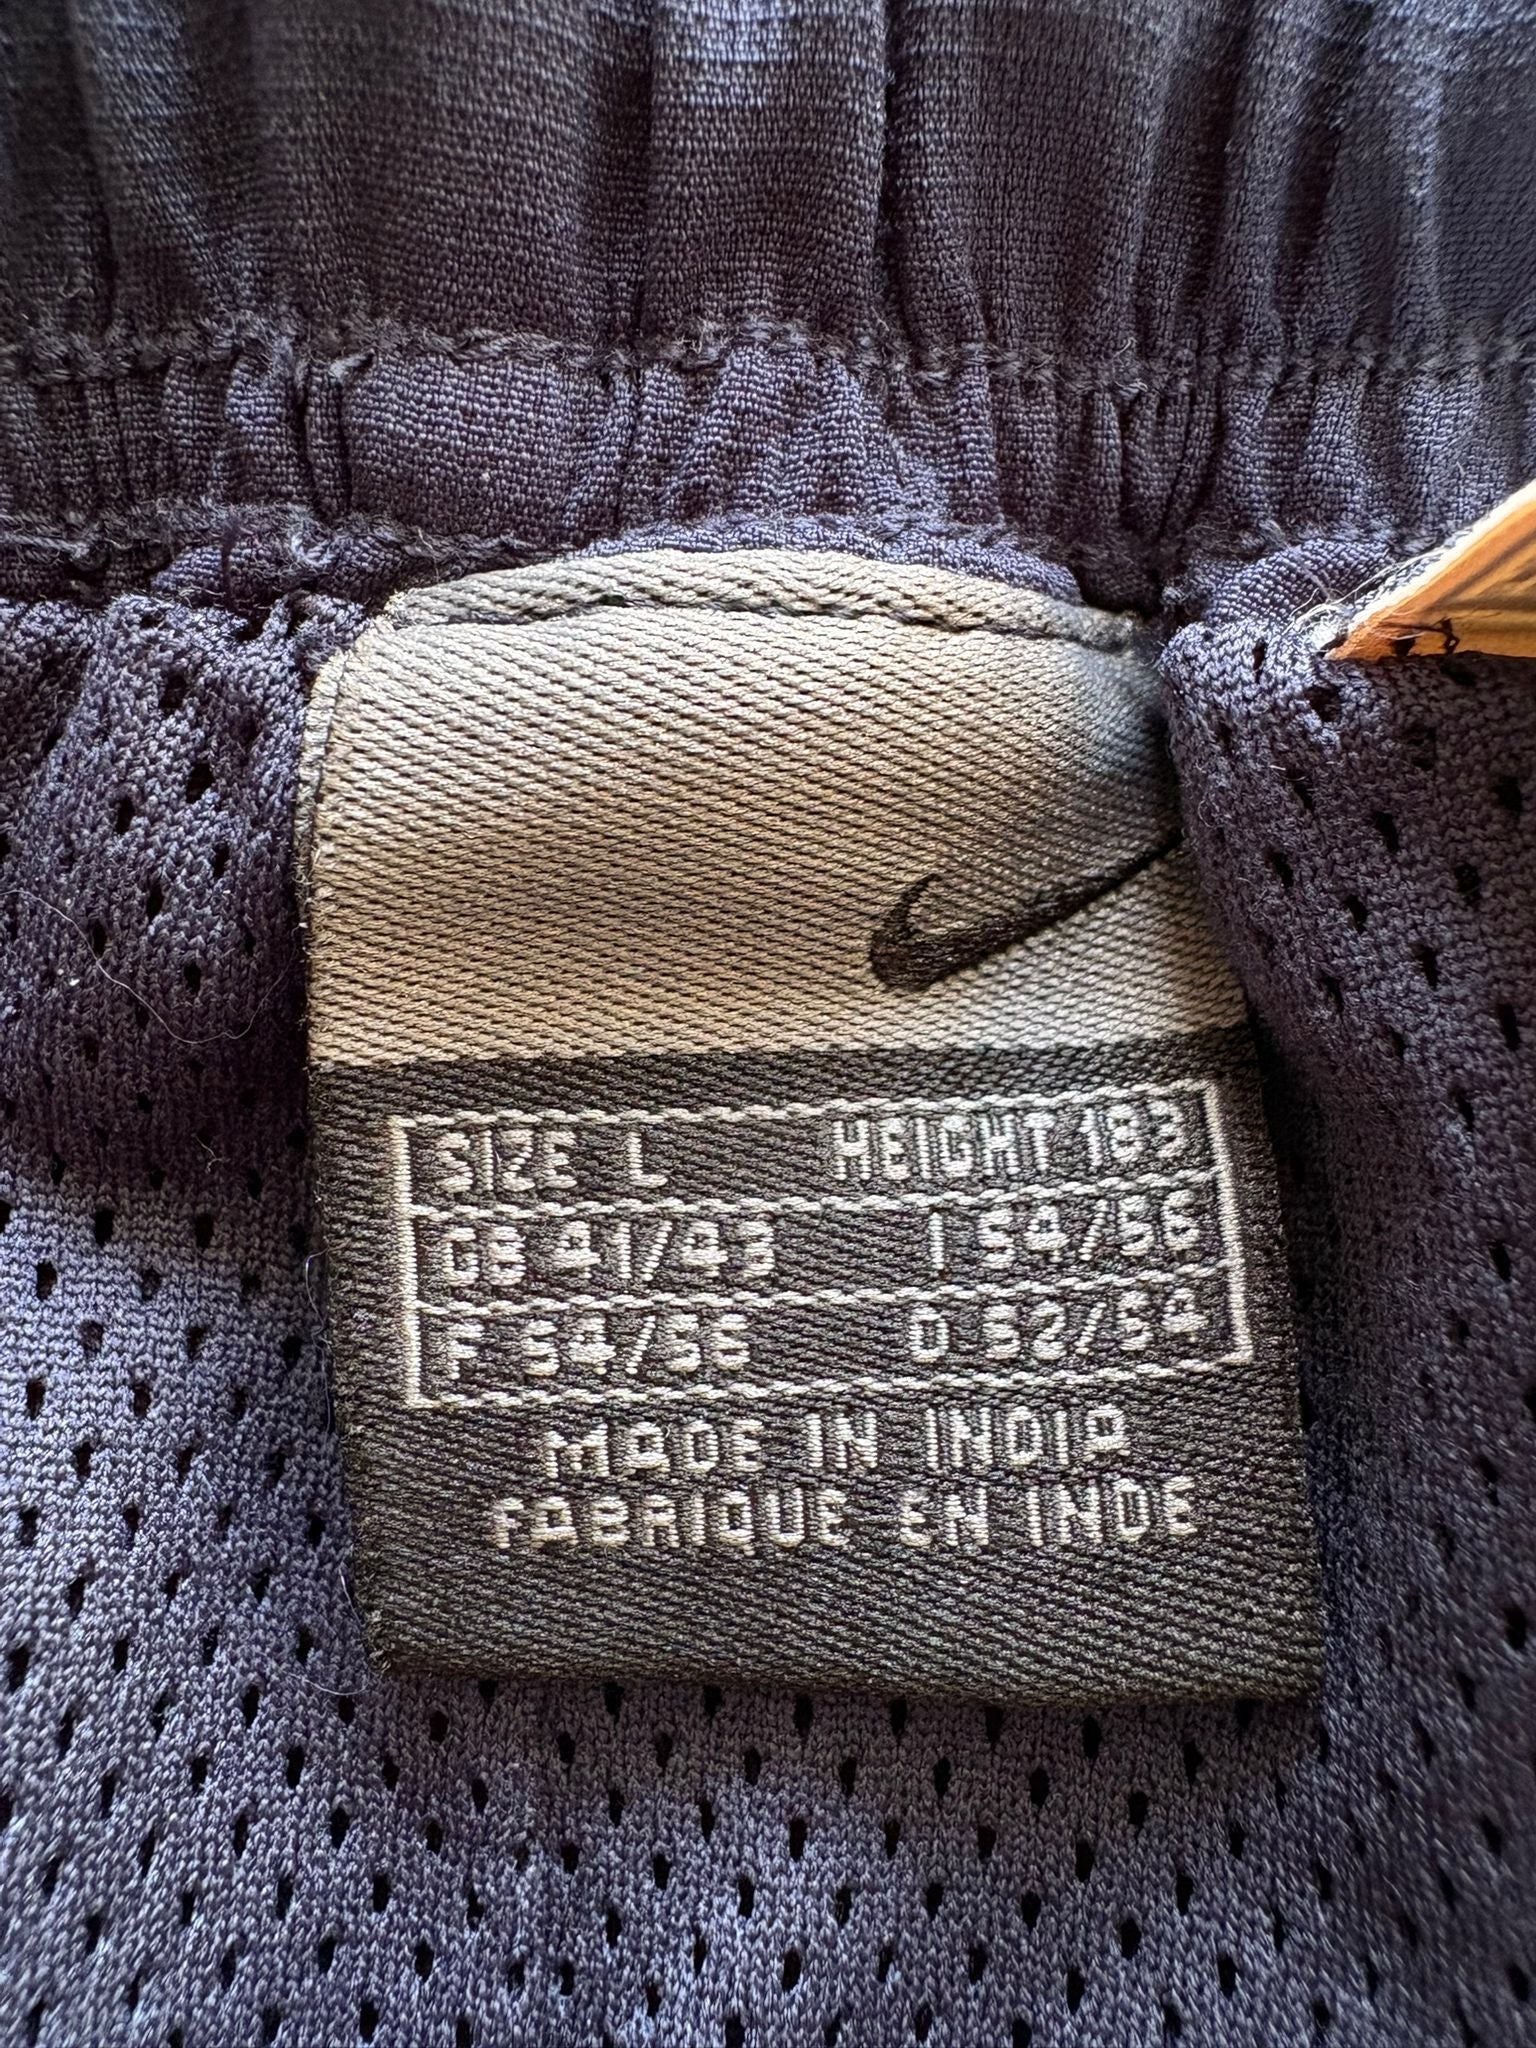 SIZE L HEIGHT 183
GB 41/43 I 54/56
F 54/56 D 52/54
MADE IN INDIA
FABRIQUE EN INDE